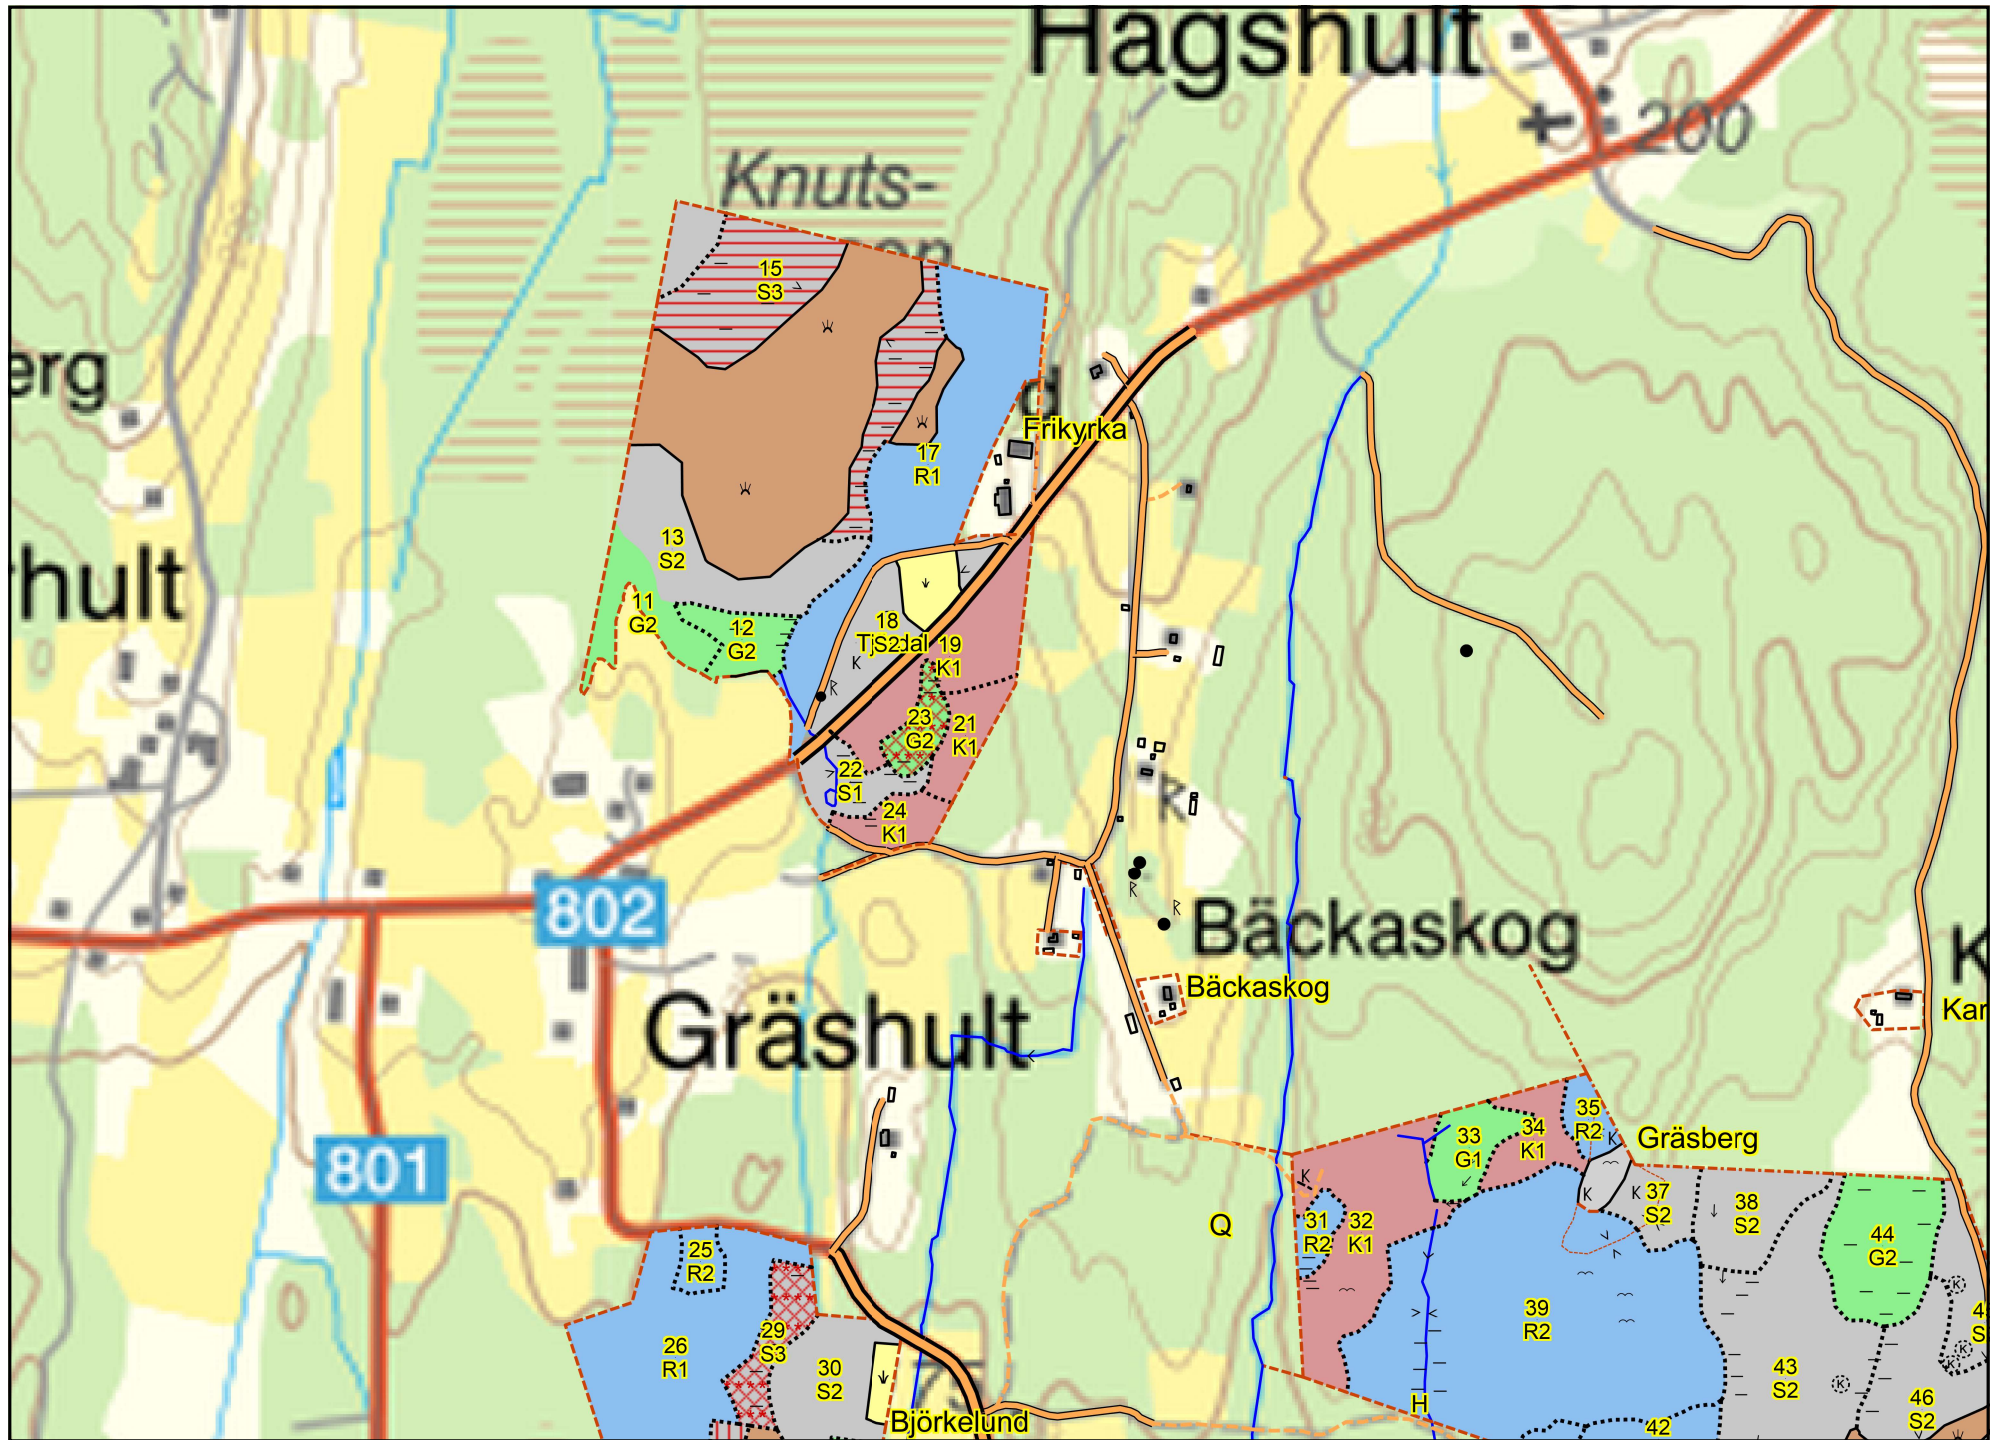 Hagshult
200
Knuts-
15
S3
erg
d
Frikyrka
17
R1
13
S2
hult
11
G2
12
G2
18
S2
19
K1
R
K
23
G2
21
K1
22
S1
24
K1
R
R
R
802
Bäckaskog
Bäckaskog
K
Kar
Gräshult
801
35
R2
33
G1
34
K1
Gräsberg
K
K
K
K
37
S2
38
S2
31
R2
32
K1
Q
44
G2
25
R2
39
R2
29
S3
26
R1
30
S2
43
S2
46
S2
K
K
K
K
H
42
Björkelund